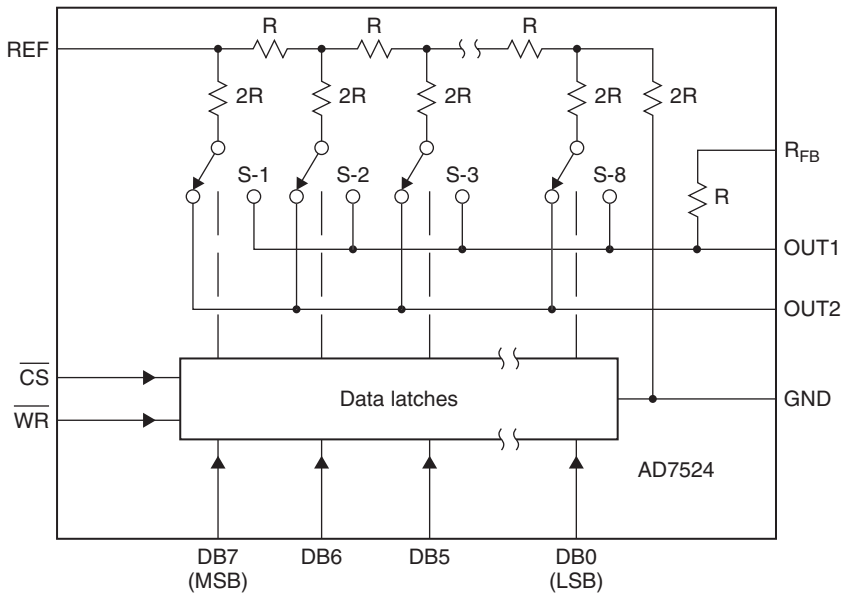 R R R
REF
2R 2R 2R 2R 2R
R_FB
S-1 S-2 S-3 S-8
R
OUT1
OUT2
CS
Data latches
GND
WR
AD7524
DB7 DB6 DB5 DB0
(MSB) (LSB)